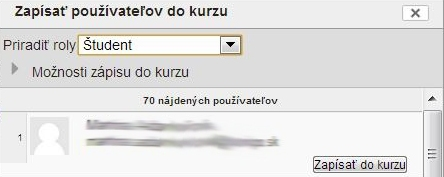 Zapísať používateľov do kurzu
Priradiť roly Študent
Možnosti zápisu do kurzu
70 nájdených používateľov
1
Zapísať do kurzu